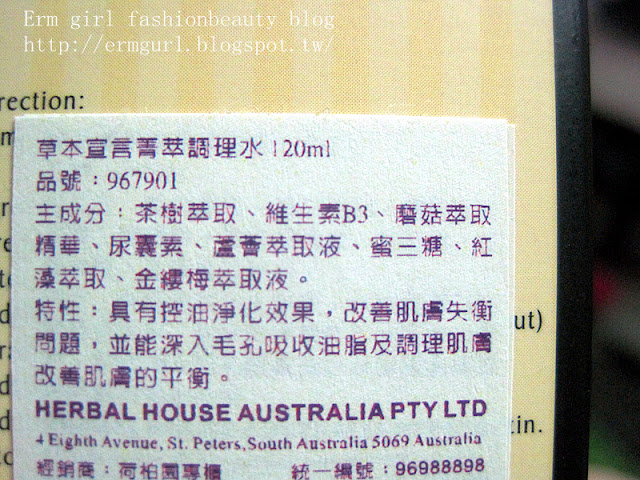 Erm girl fashionbeauty blog
http://ermgurl.blogspot.tw/
rection:
草本宣言菁萃調理水 120ml
品號：967901
主成分：茶樹萃取、維生素B3、蘑菇萃取
精華、尿囊素、蘆薈萃取液、蜜三糖、紅
藻萃取、金縷梅萃取液。
特性：具有控油淨化效果，改善肌膚失衡
問題，並能深入毛孔吸收油脂及調理肌膚
改善肌膚的平衡。
HERBAL HOUSE AUSTRALIA PTY LTD
4 Eighth Avenue, St. Peters, South Australia 5069 Australia
經銷商：荷柏園專櫃 統一編號：96988898
ut)
tin.